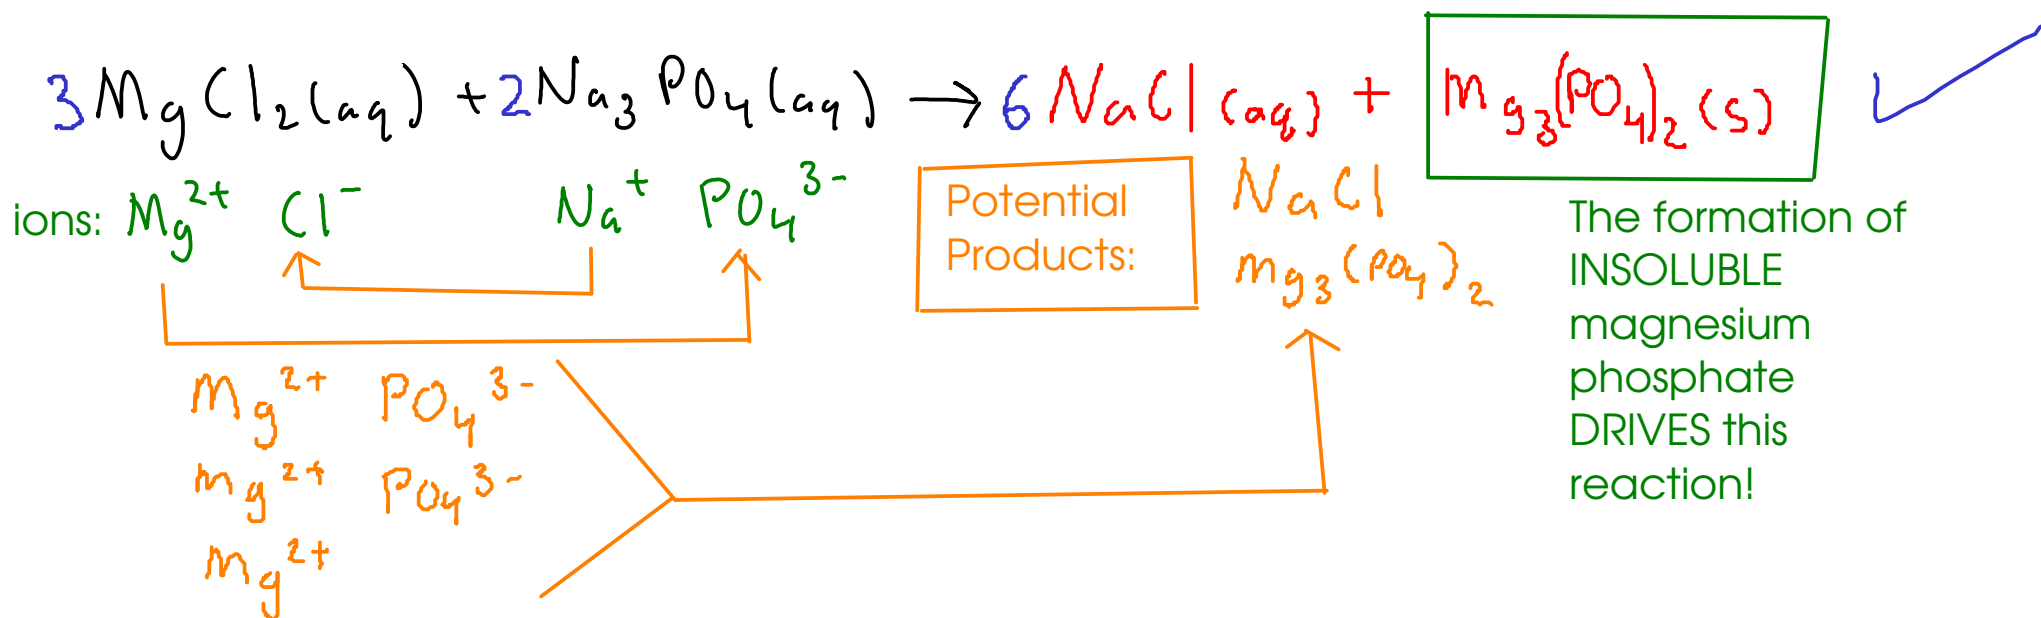 3MgCl₂(aq) + 2Na₃PO₄(aq) → 6NaCl(aq) + Mg₃(PO₄)₂(s)
ions: Mg²⁺ Cl⁻ Na⁺ PO₄³⁻
Potential
Products:
NaCl
Mg₃(PO₄)₂
The formation of
INSOLUBLE
magnesium
phosphate
DRIVES this
reaction!
Mg²⁺ PO₄³⁻
Mg²⁺ PO₄³⁻
Mg²⁺